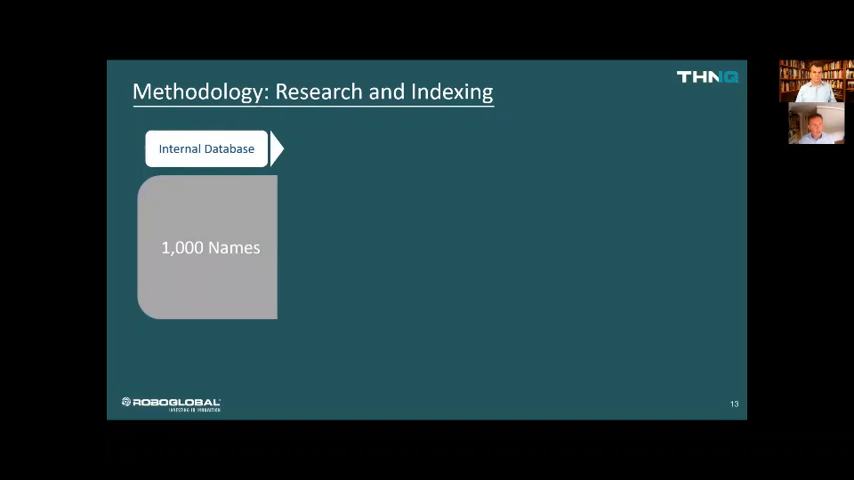 Methodology: Research and Indexing
THNQ
Internal Database
1,000 Names
ROBOGLOBAL
INVESTING IN INNOVATION
13